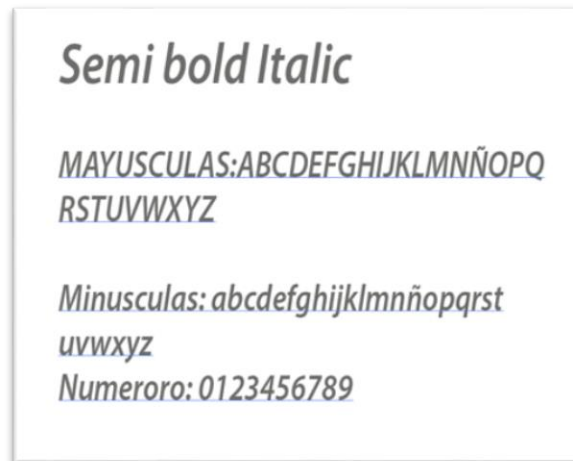 Semi bold Italic
MAYUSCULAS:ABCDEFGHIJKLMNÑOPQ
RSTUVWXYZ
Minusculas: abcdefghijklmnñopqrst
uvwxyz
Numeroro: 0123456789